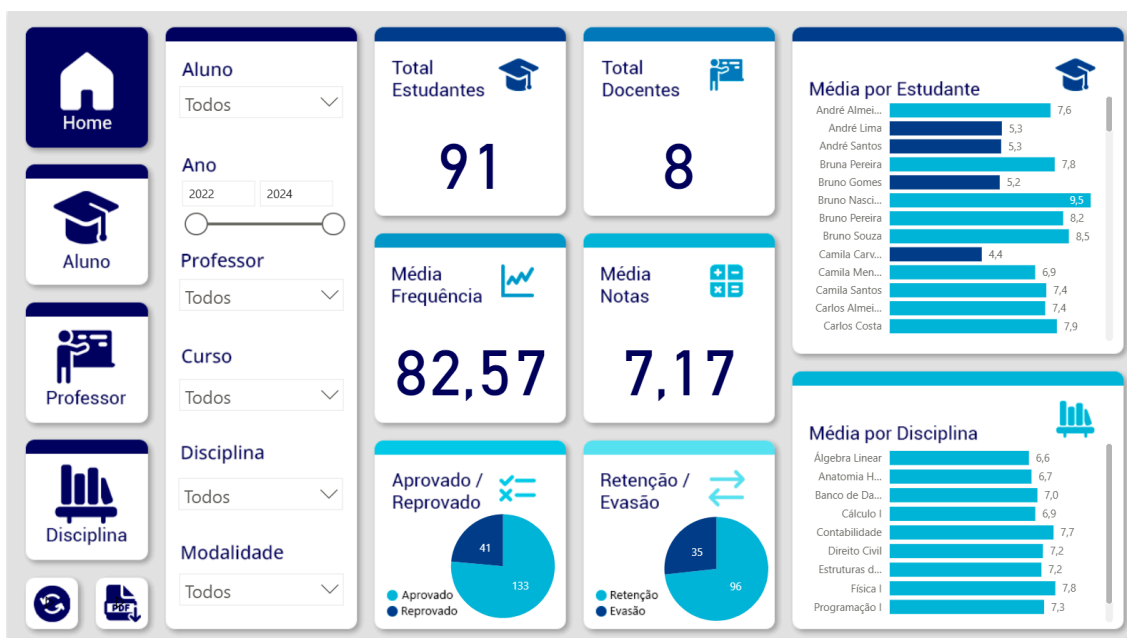 Home
Aluno
Professor
Disciplina
PDF
Aluno
Todos
Ano
2022 2024
Professor
Todos
Curso
Todos
Disciplina
Todos
Modalidade
Todos
Total
Estudantes
91
Total
Docentes
8
Média
Frequência
82,57
Média
Notas
7,17
Aprovado /
Reprovado
41
133
Aprovado
Reprovado
Retenção /
Evasão
35
96
Retenção
Evasão
Média por Estudante
André Almei... 7,6
André Lima 5,3
André Santos 5,3
Bruna Pereira 7,8
Bruno Gomes 5,2
Bruno Nasci... 9,5
Bruno Pereira 8,2
Bruno Souza 8,5
Camila Carv... 4,4
Camila Men... 6,9
Camila Santos 7,4
Carlos Almei... 7,4
Carlos Costa 7,9
Média por Disciplina
Álgebra Linear 6,6
Anatomia H... 6,7
Banco de Da... 7,0
Cálculo I 6,9
Contabilidade 7,7
Direito Civil 7,2
Estruturas d... 7,2
Física I 7,8
Programação I 7,3